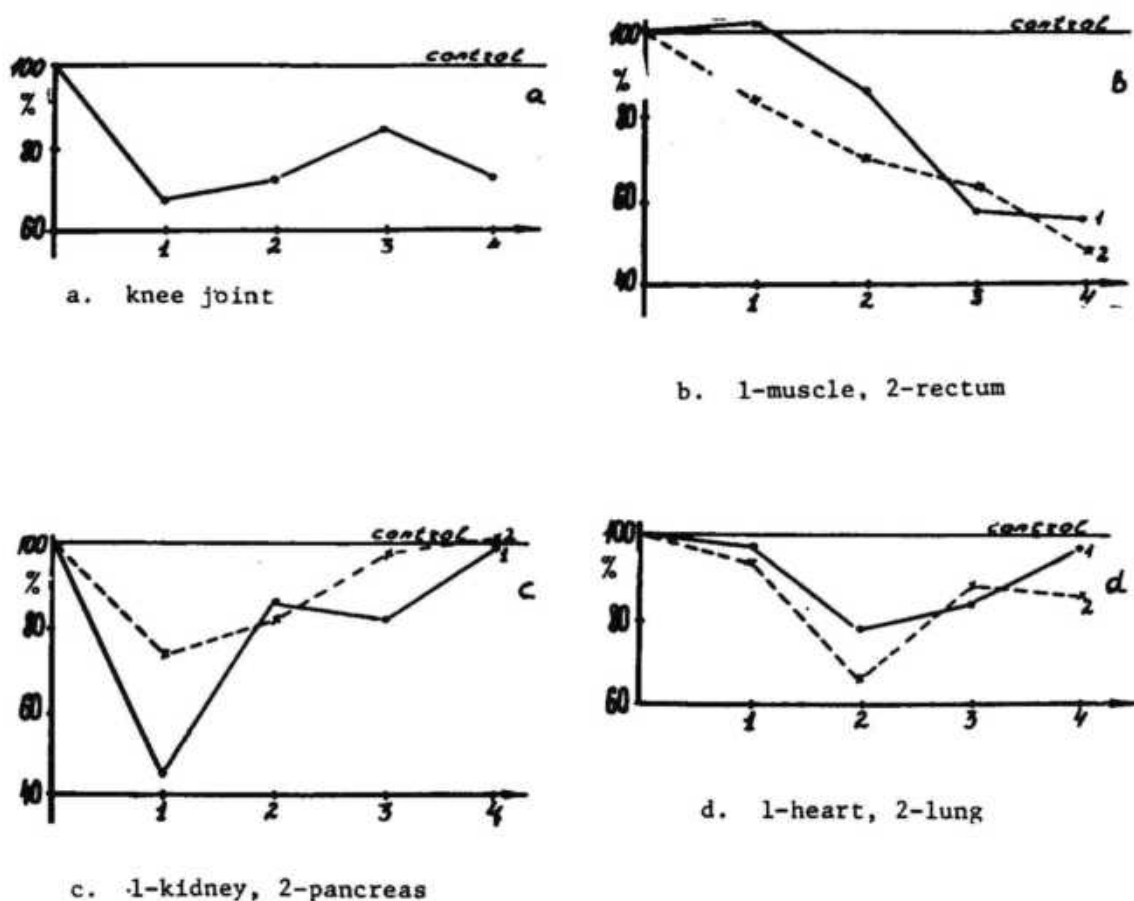 control
100
a
%
80
60
1 2 3 4
a. knee joint
control
100
b
%
80
60
40
1
2
1 2 3 4
b. 1-muscle, 2-rectum
control
100
2
1
%
c
80
60
40
1 2 3 4
c. 1-kidney, 2-pancreas
control
100
1
%
d
80
2
60
1 2 3 4
d. 1-heart, 2-lung